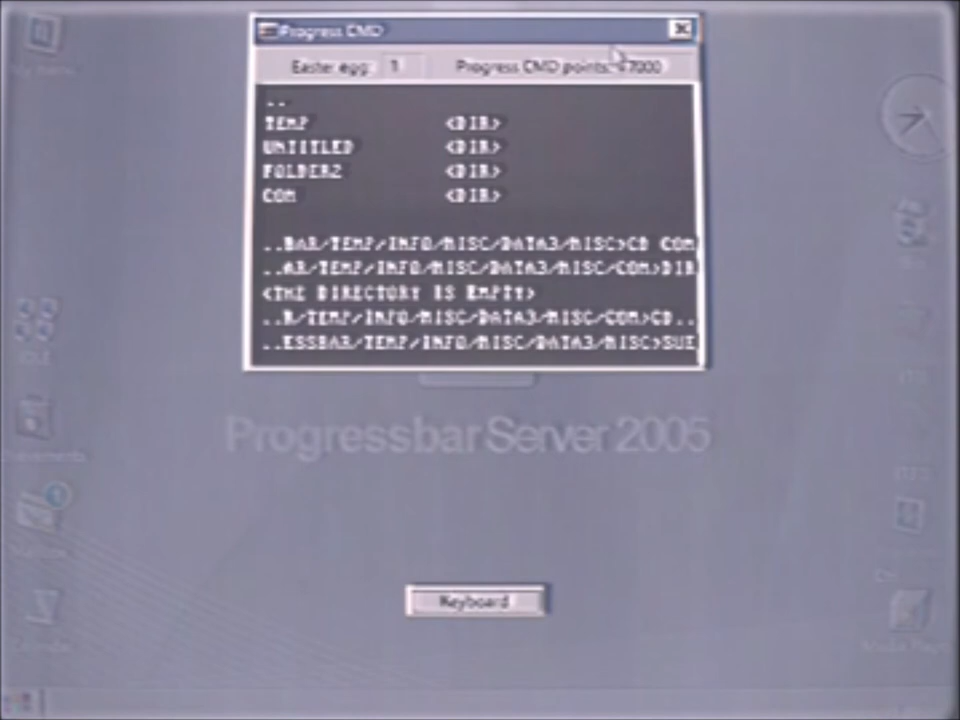 Progress CMD
Easter egg: 1 Progress CMD points: 47000
..
TEMP <DIR>
UNTITLED <DIR>
FOLDER2 <DIR>
COM <DIR>
..BAR/TEMP/INFO/MISC/DATA3/MISC>CD COM
..AR/TEMP/INFO/MISC/DATA3/MISC/COM>DIR
<THE DIRECTORY IS EMPTY>
..R/TEMP/INFO/MISC/DATA3/MISC/COM>CD..
..ESSBAR/TEMP/INFO/MISC/DATA3/MISC>SUE
Progressbar Server 2005
Keyboard